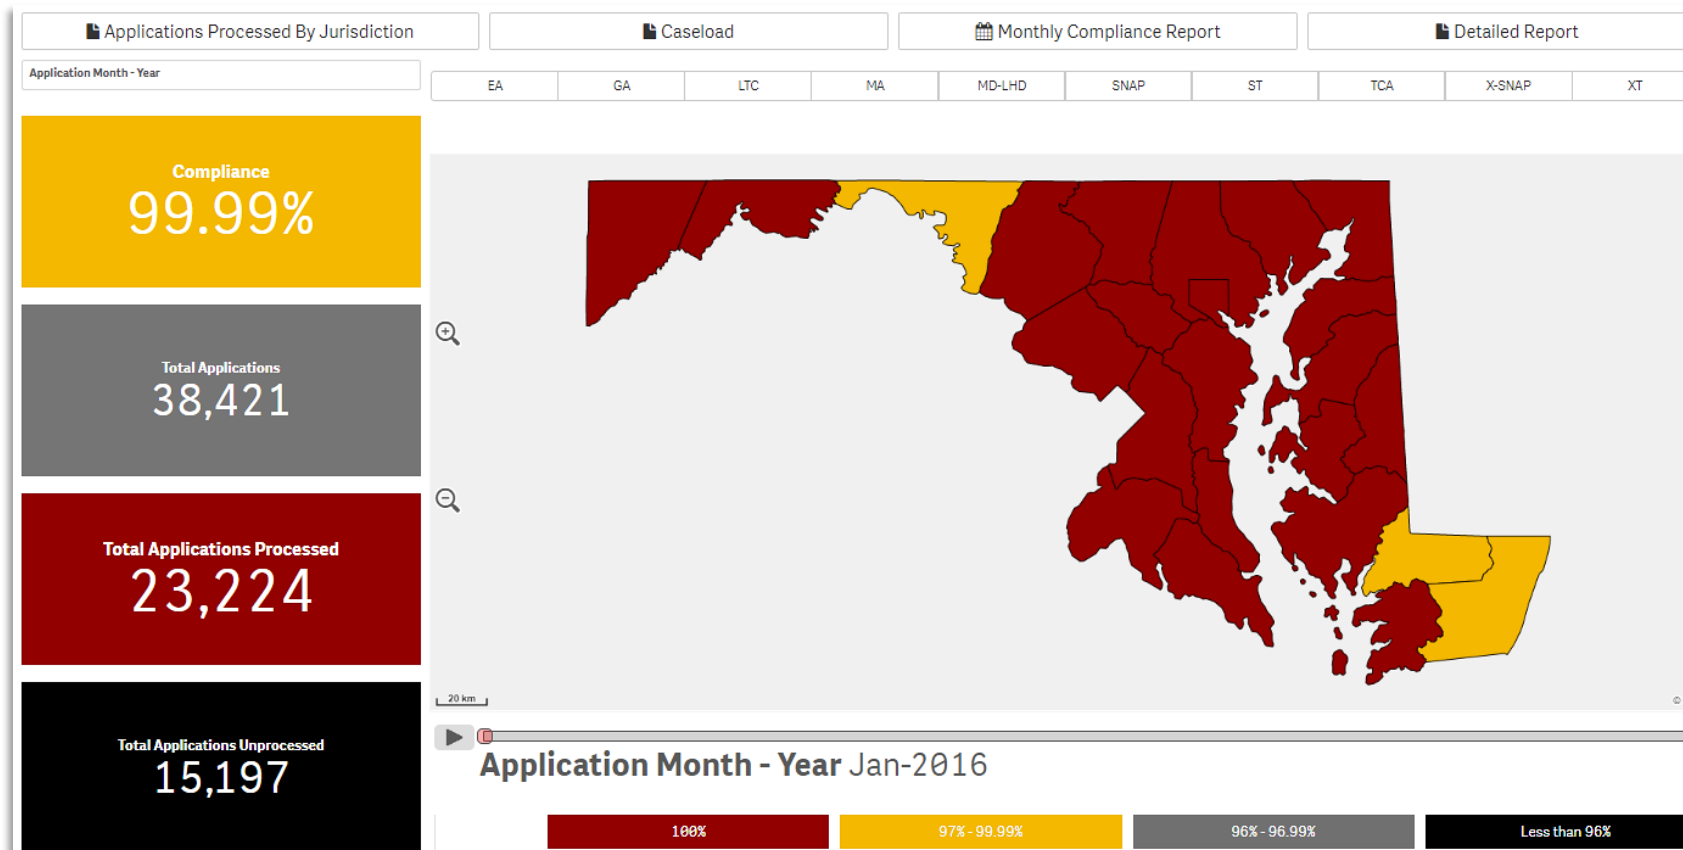 Applications Processed By Jurisdiction
Caseload
Monthly Compliance Report
Detailed Report
Application Month - Year
EA
GA
LTC
MA
MD-LHD
SNAP
ST
TCA
X-SNAP
XT
Compliance
99.99%
Total Applications
38,421
Total Applications Processed
23,224
Total Applications Unprocessed
15,197
20 km
©
Application Month - Year Jan-2016
100%
97% - 99.99%
96% - 96.99%
Less than 96%